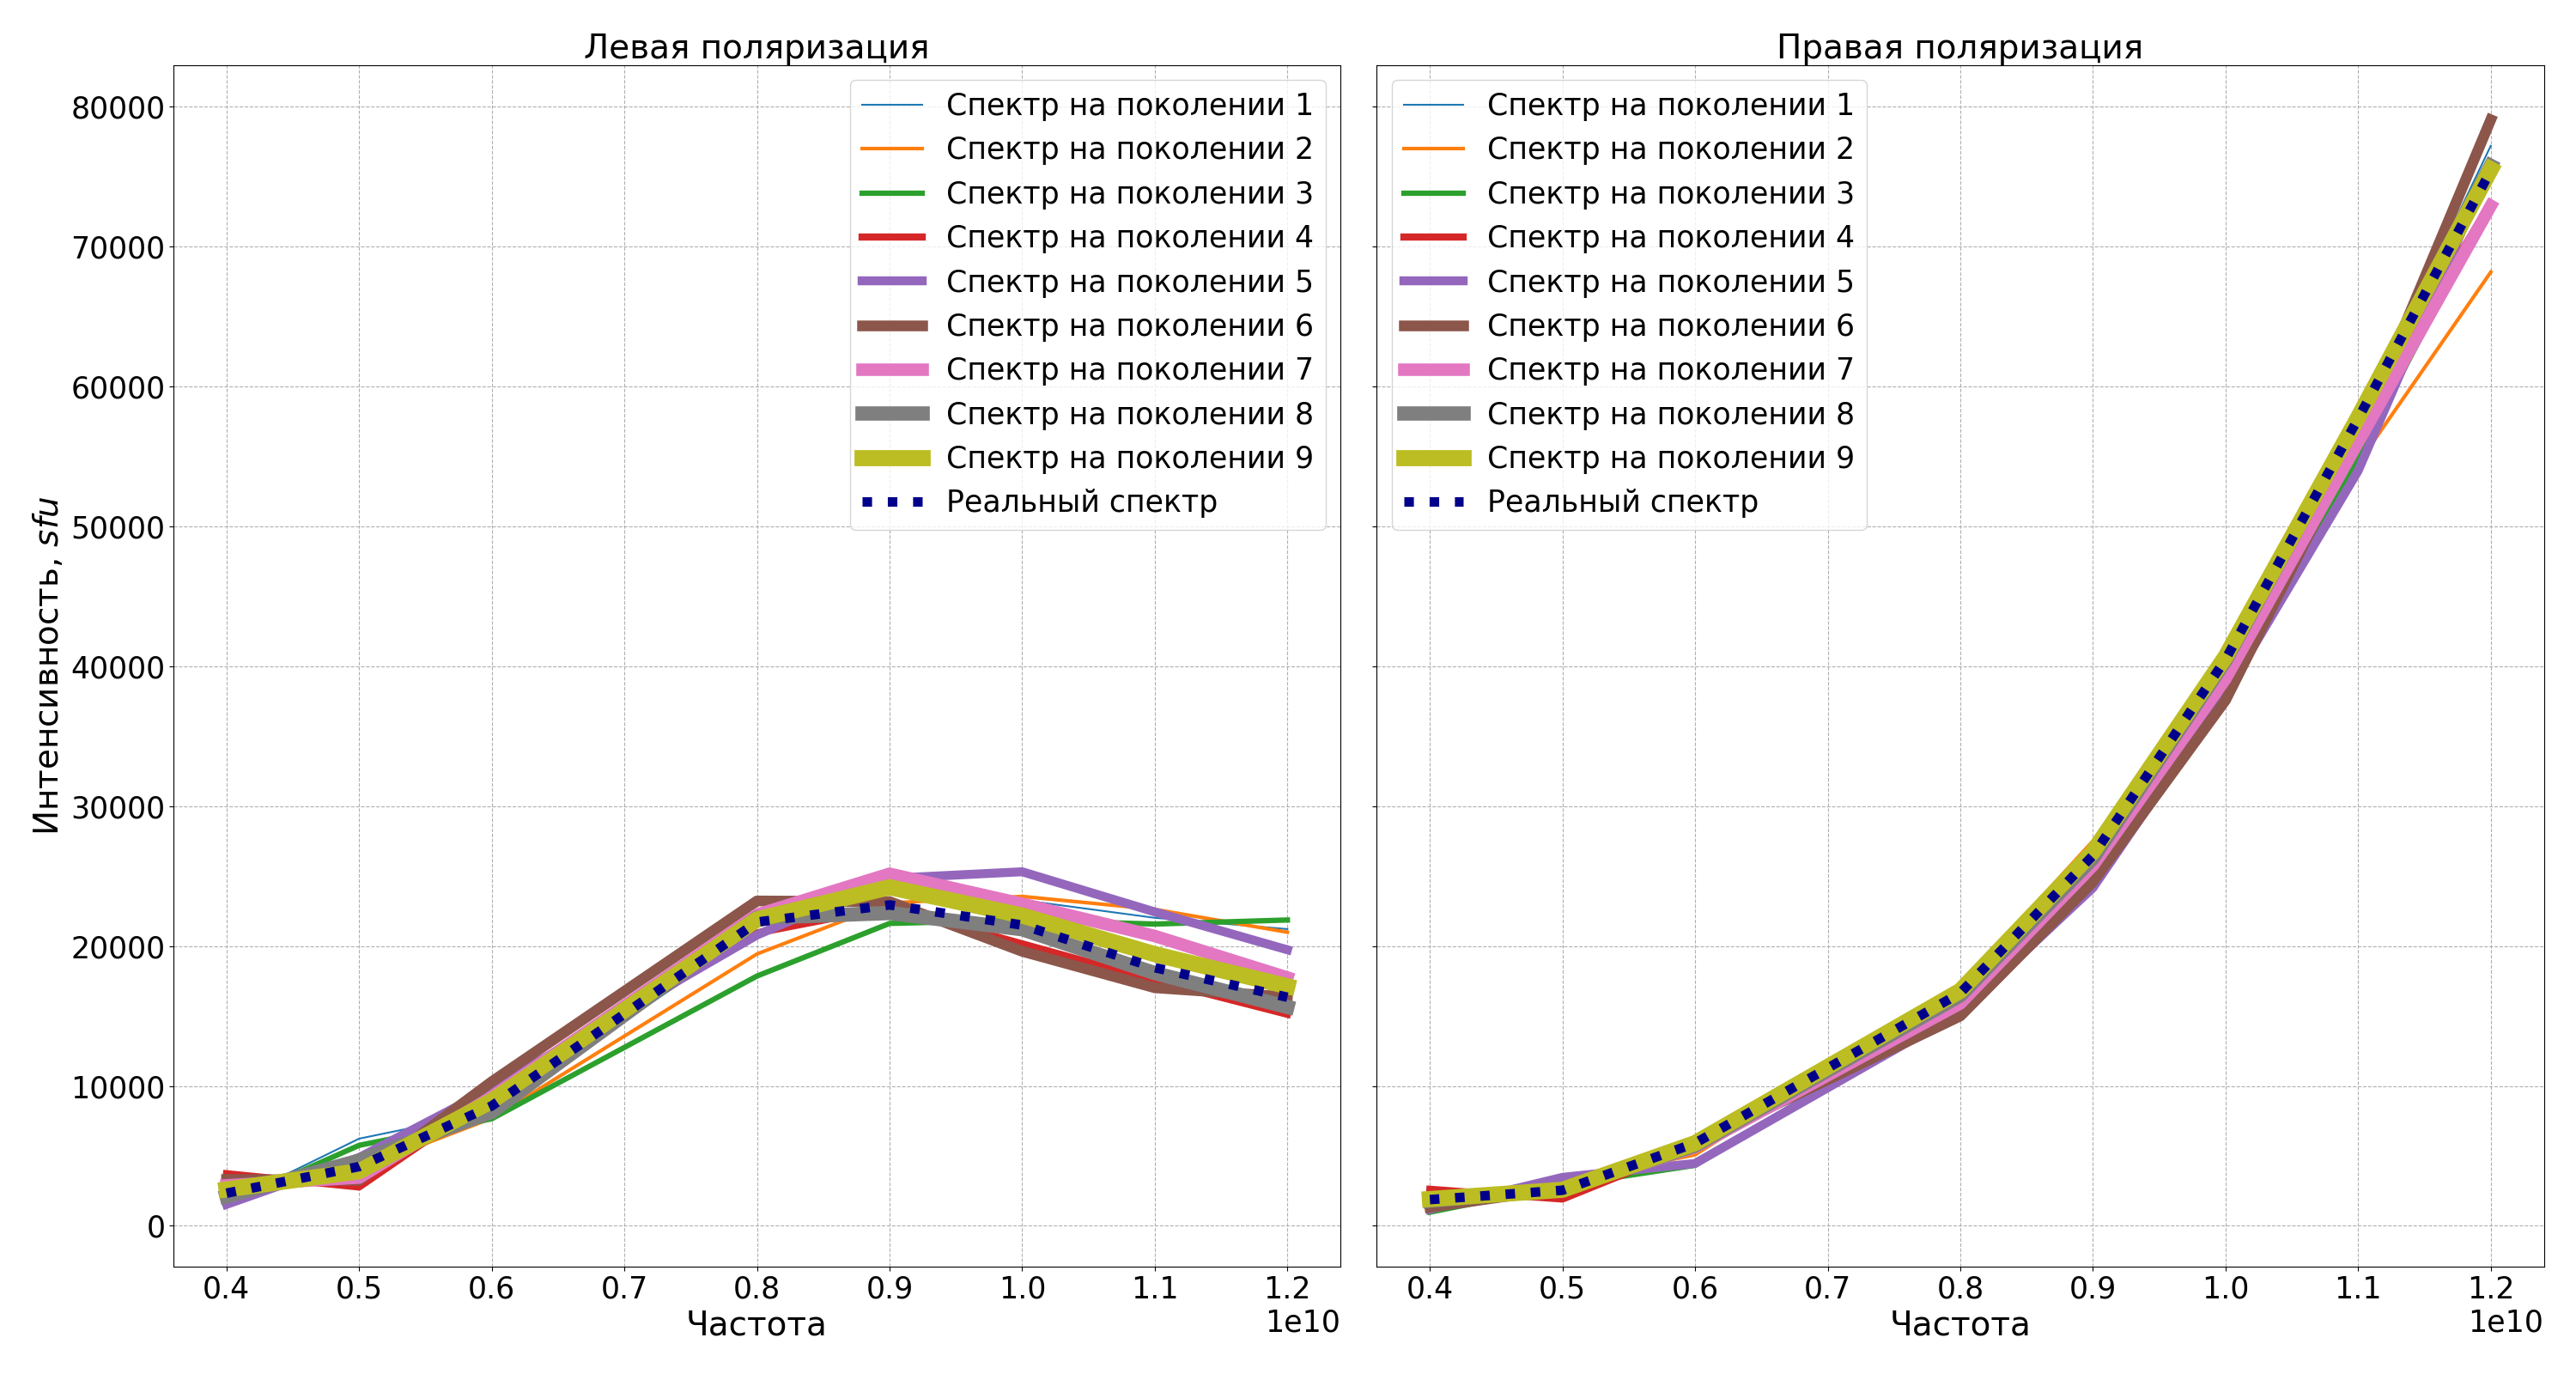 Левая поляризация
Интенсивность, sfu
80000
70000
60000
50000
40000
30000
20000
10000
0
Спектр на поколении 1
Спектр на поколении 2
Спектр на поколении 3
Спектр на поколении 4
Спектр на поколении 5
Спектр на поколении 6
Спектр на поколении 7
Спектр на поколении 8
Спектр на поколении 9
Реальный спектр
0.4 0.5 0.6 0.7 0.8 0.9 1.0 1.1 1.2
1e10
Частота
Правая поляризация
Спектр на поколении 1
Спектр на поколении 2
Спектр на поколении 3
Спектр на поколении 4
Спектр на поколении 5
Спектр на поколении 6
Спектр на поколении 7
Спектр на поколении 8
Спектр на поколении 9
Реальный спектр
0.4 0.5 0.6 0.7 0.8 0.9 1.0 1.1 1.2
1e10
Частота